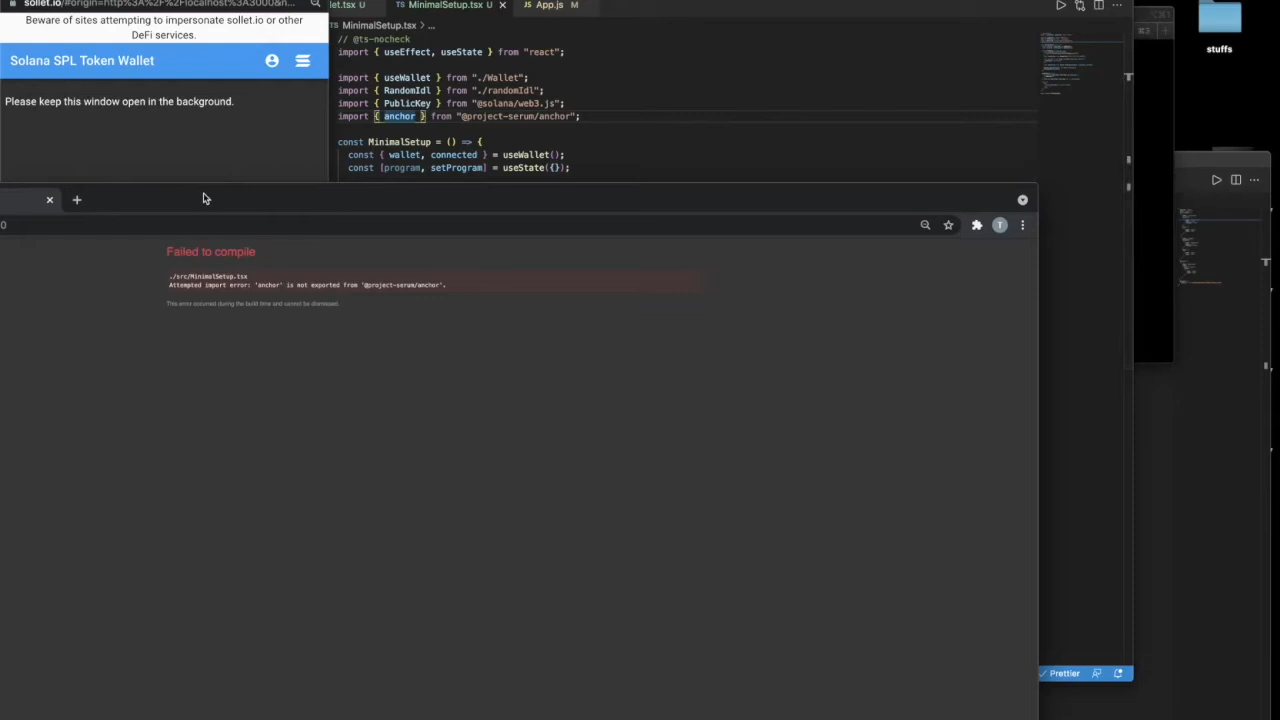 sollet.io/#origin=http%3A%2F%2Flocalhost%3A3000&n...
Beware of sites attempting to impersonate sollet.io or other
DeFi services.
Solana SPL Token Wallet
Please keep this window open in the background.
llet.tsx U
MinimalSetup.tsx U
App.js M
MinimalSetup.tsx > ...
// @ts-nocheck
import { useEffect, useState } from "react";
import { useWallet } from "./Wallet";
import { RandomIdl } from "./randomIdl";
import { PublicKey } from "@solana/web3.js";
import { anchor } from "@project-serum/anchor";
const MinimalSetup = () => {
const { wallet, connected } = useWallet();
const [program, setProgram] = useState({});
stuffs
0
T
Failed to compile
./src/MinimalSetup.tsx
Attempted import error: 'anchor' is not exported from '@project-serum/anchor'.
This error occurred during the build time and cannot be dismissed.
Prettier